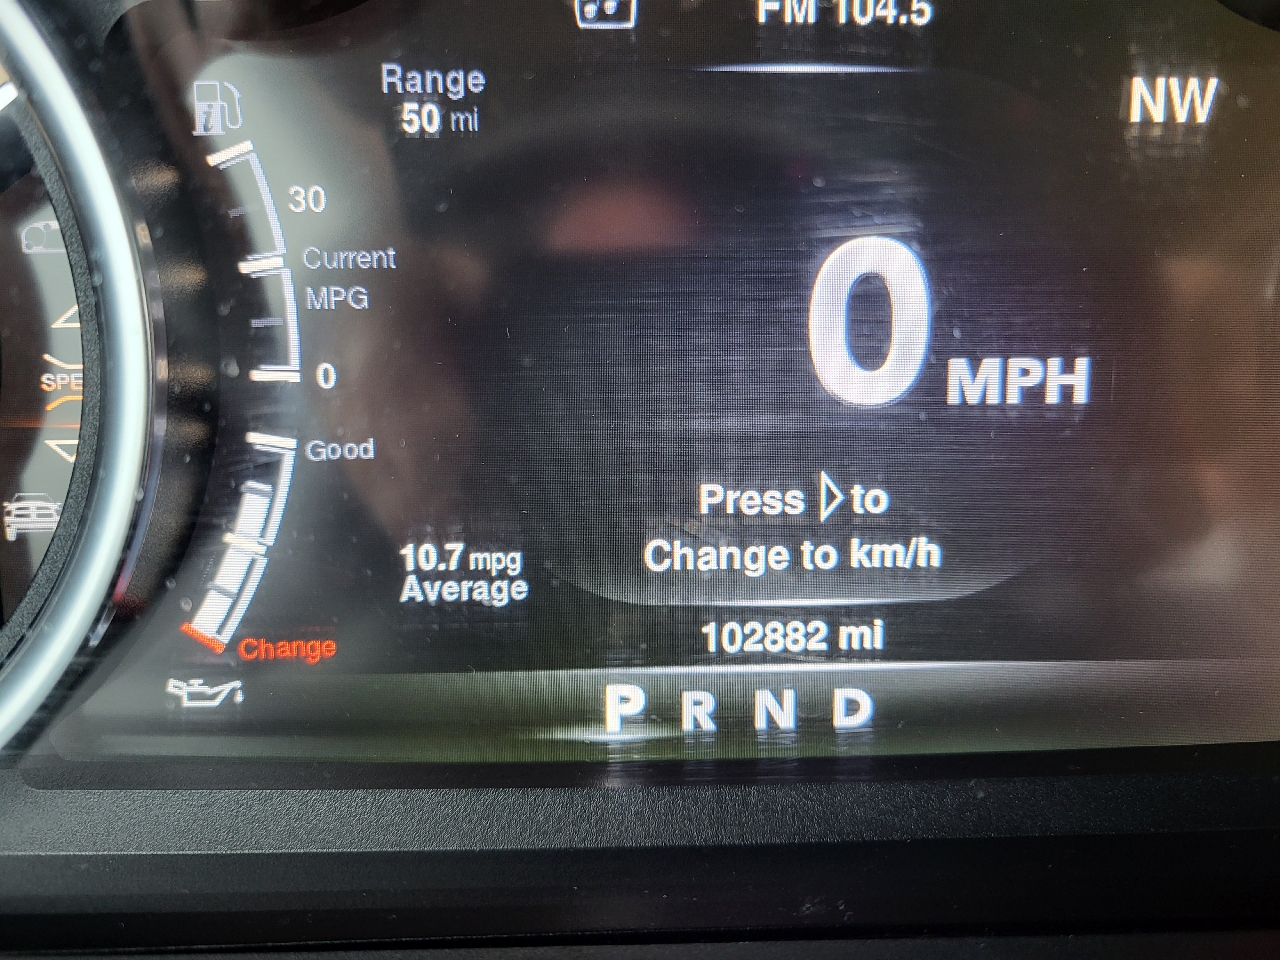 FM 104.5
Range
50 mi
NW
30
Current
MPG
0
0 MPH
Good
Press ▷ to
Change to km/h
10.7 mpg
Average
Change
102882 mi
P R N D
SPE